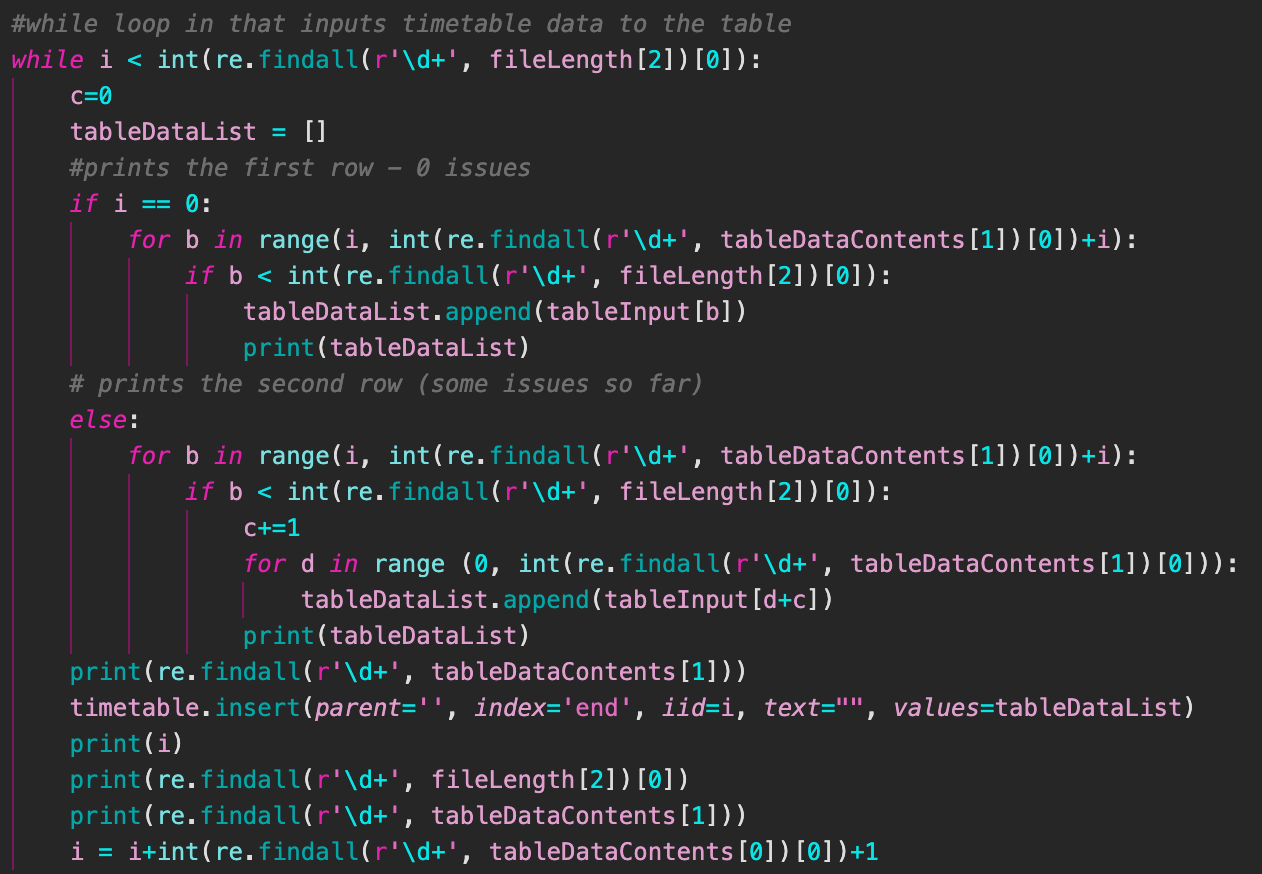 #while loop in that inputs timetable data to the table
while i < int(re.findall(r'\d+', fileLength[2])[0]):
    c=0
    tableDataList = []
    #prints the first row – 0 issues
    if i == 0:
        for b in range(i, int(re.findall(r'\d+', tableDataContents[1])[0])+i):
            if b < int(re.findall(r'\d+', fileLength[2])[0]):
                tableDataList.append(tableInput[b])
                print(tableDataList)
    # prints the second row (some issues so far)
    else:
        for b in range(i, int(re.findall(r'\d+', tableDataContents[1])[0])+i):
            if b < int(re.findall(r'\d+', fileLength[2])[0]):
                c+=1
                for d in range (0, int(re.findall(r'\d+', tableDataContents[1])[0])):
                    tableDataList.append(tableInput[d+c])
                print(tableDataList)
    print(re.findall(r'\d+', tableDataContents[1]))
    timetable.insert(parent='', index='end', iid=i, text="", values=tableDataList)
    print(i)
    print(re.findall(r'\d+', fileLength[2])[0])
    print(re.findall(r'\d+', tableDataContents[1]))
    i = i+int(re.findall(r'\d+', tableDataContents[0])[0])+1